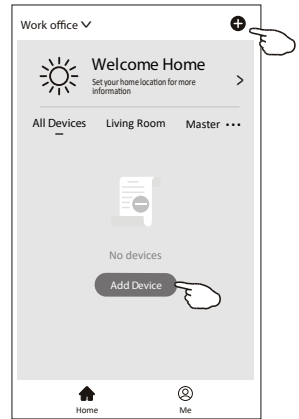 Work office
Welcome Home
Set your home location for more
information
All Devices Living Room Master ...
No devices
Add Device
Home Me